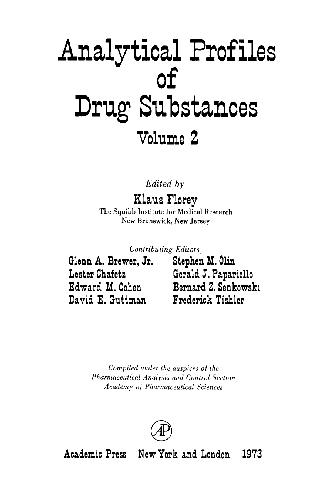 Analytical Profiles
of
Drug Substances
Volume 2
Edited by
Klaus Florey
The Squibb Institute for Medical Research
New Brunswick, New Jersey
Contributing Editors
Glenn A. Brewer, Jr.
Lester Chafetz
Edward M. Cohen
David E. Guttman
Stephen M. Olin
Gerald J. Papariello
Bernard Z. Senkowski
Frederick Tishler
Compiled under the auspices of the
Pharmaceutical Analysis and Control Section
Academy of Pharmaceutical Sciences
AP
Academic Press New York and London 1973